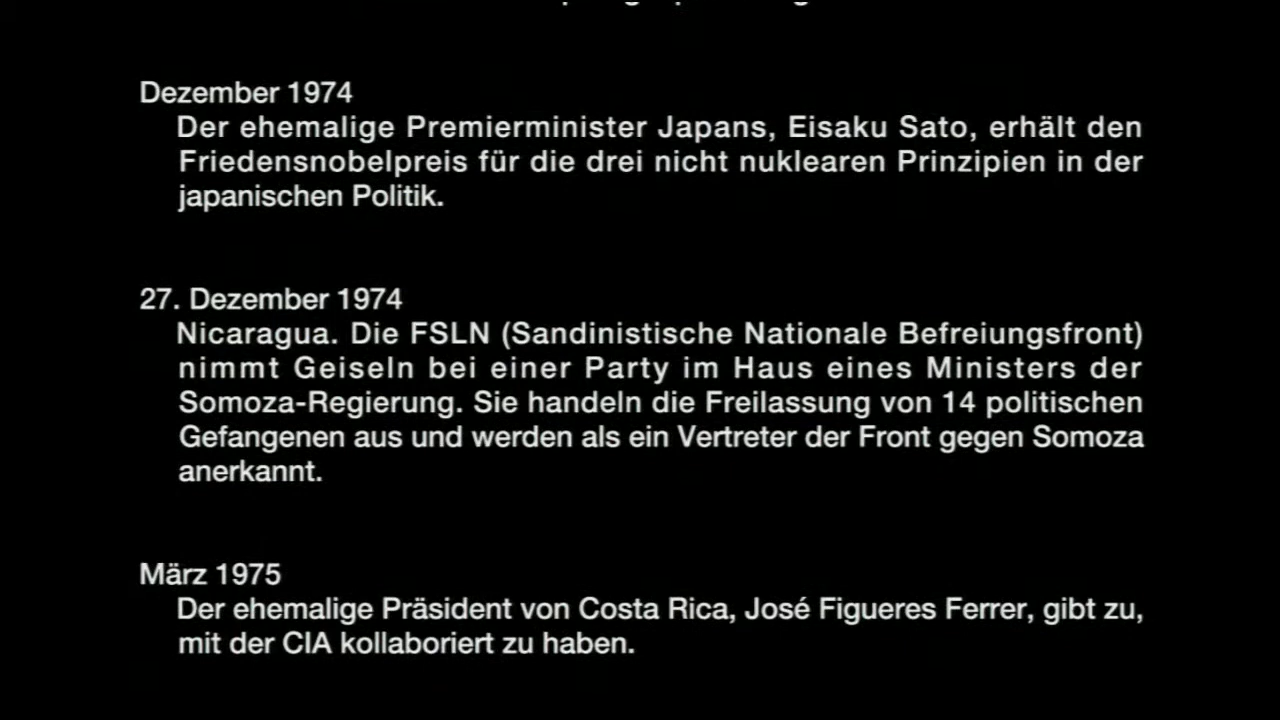 Dezember 1974
Der ehemalige Premierminister Japans, Eisaku Sato, erhält den
Friedensnobelpreis für die drei nicht nuklearen Prinzipien in der
japanischen Politik.
27. Dezember 1974
Nicaragua. Die FSLN (Sandinistische Nationale Befreiungsfront)
nimmt Geiseln bei einer Party im Haus eines Ministers der
Somoza-Regierung. Sie handeln die Freilassung von 14 politischen
Gefangenen aus und werden als ein Vertreter der Front gegen Somoza
anerkannt.
März 1975
Der ehemalige Präsident von Costa Rica, José Figueres Ferrer, gibt zu,
mit der CIA kollaboriert zu haben.